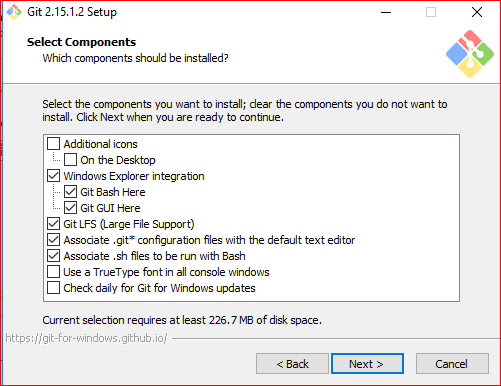 Git 2.15.1.2 Setup
Select Components
Which components should be installed?
Select the components you want to install; clear the components you do not want to
install. Click Next when you are ready to continue.
Additional icons
On the Desktop
Windows Explorer integration
Git Bash Here
Git GUI Here
Git LFS (Large File Support)
Associate .git* configuration files with the default text editor
Associate .sh files to be run with Bash
Use a TrueType font in all console windows
Check daily for Git for Windows updates
Current selection requires at least 226.7 MB of disk space.
https://git-for-windows.github.io/
< Back
Next >
Cancel